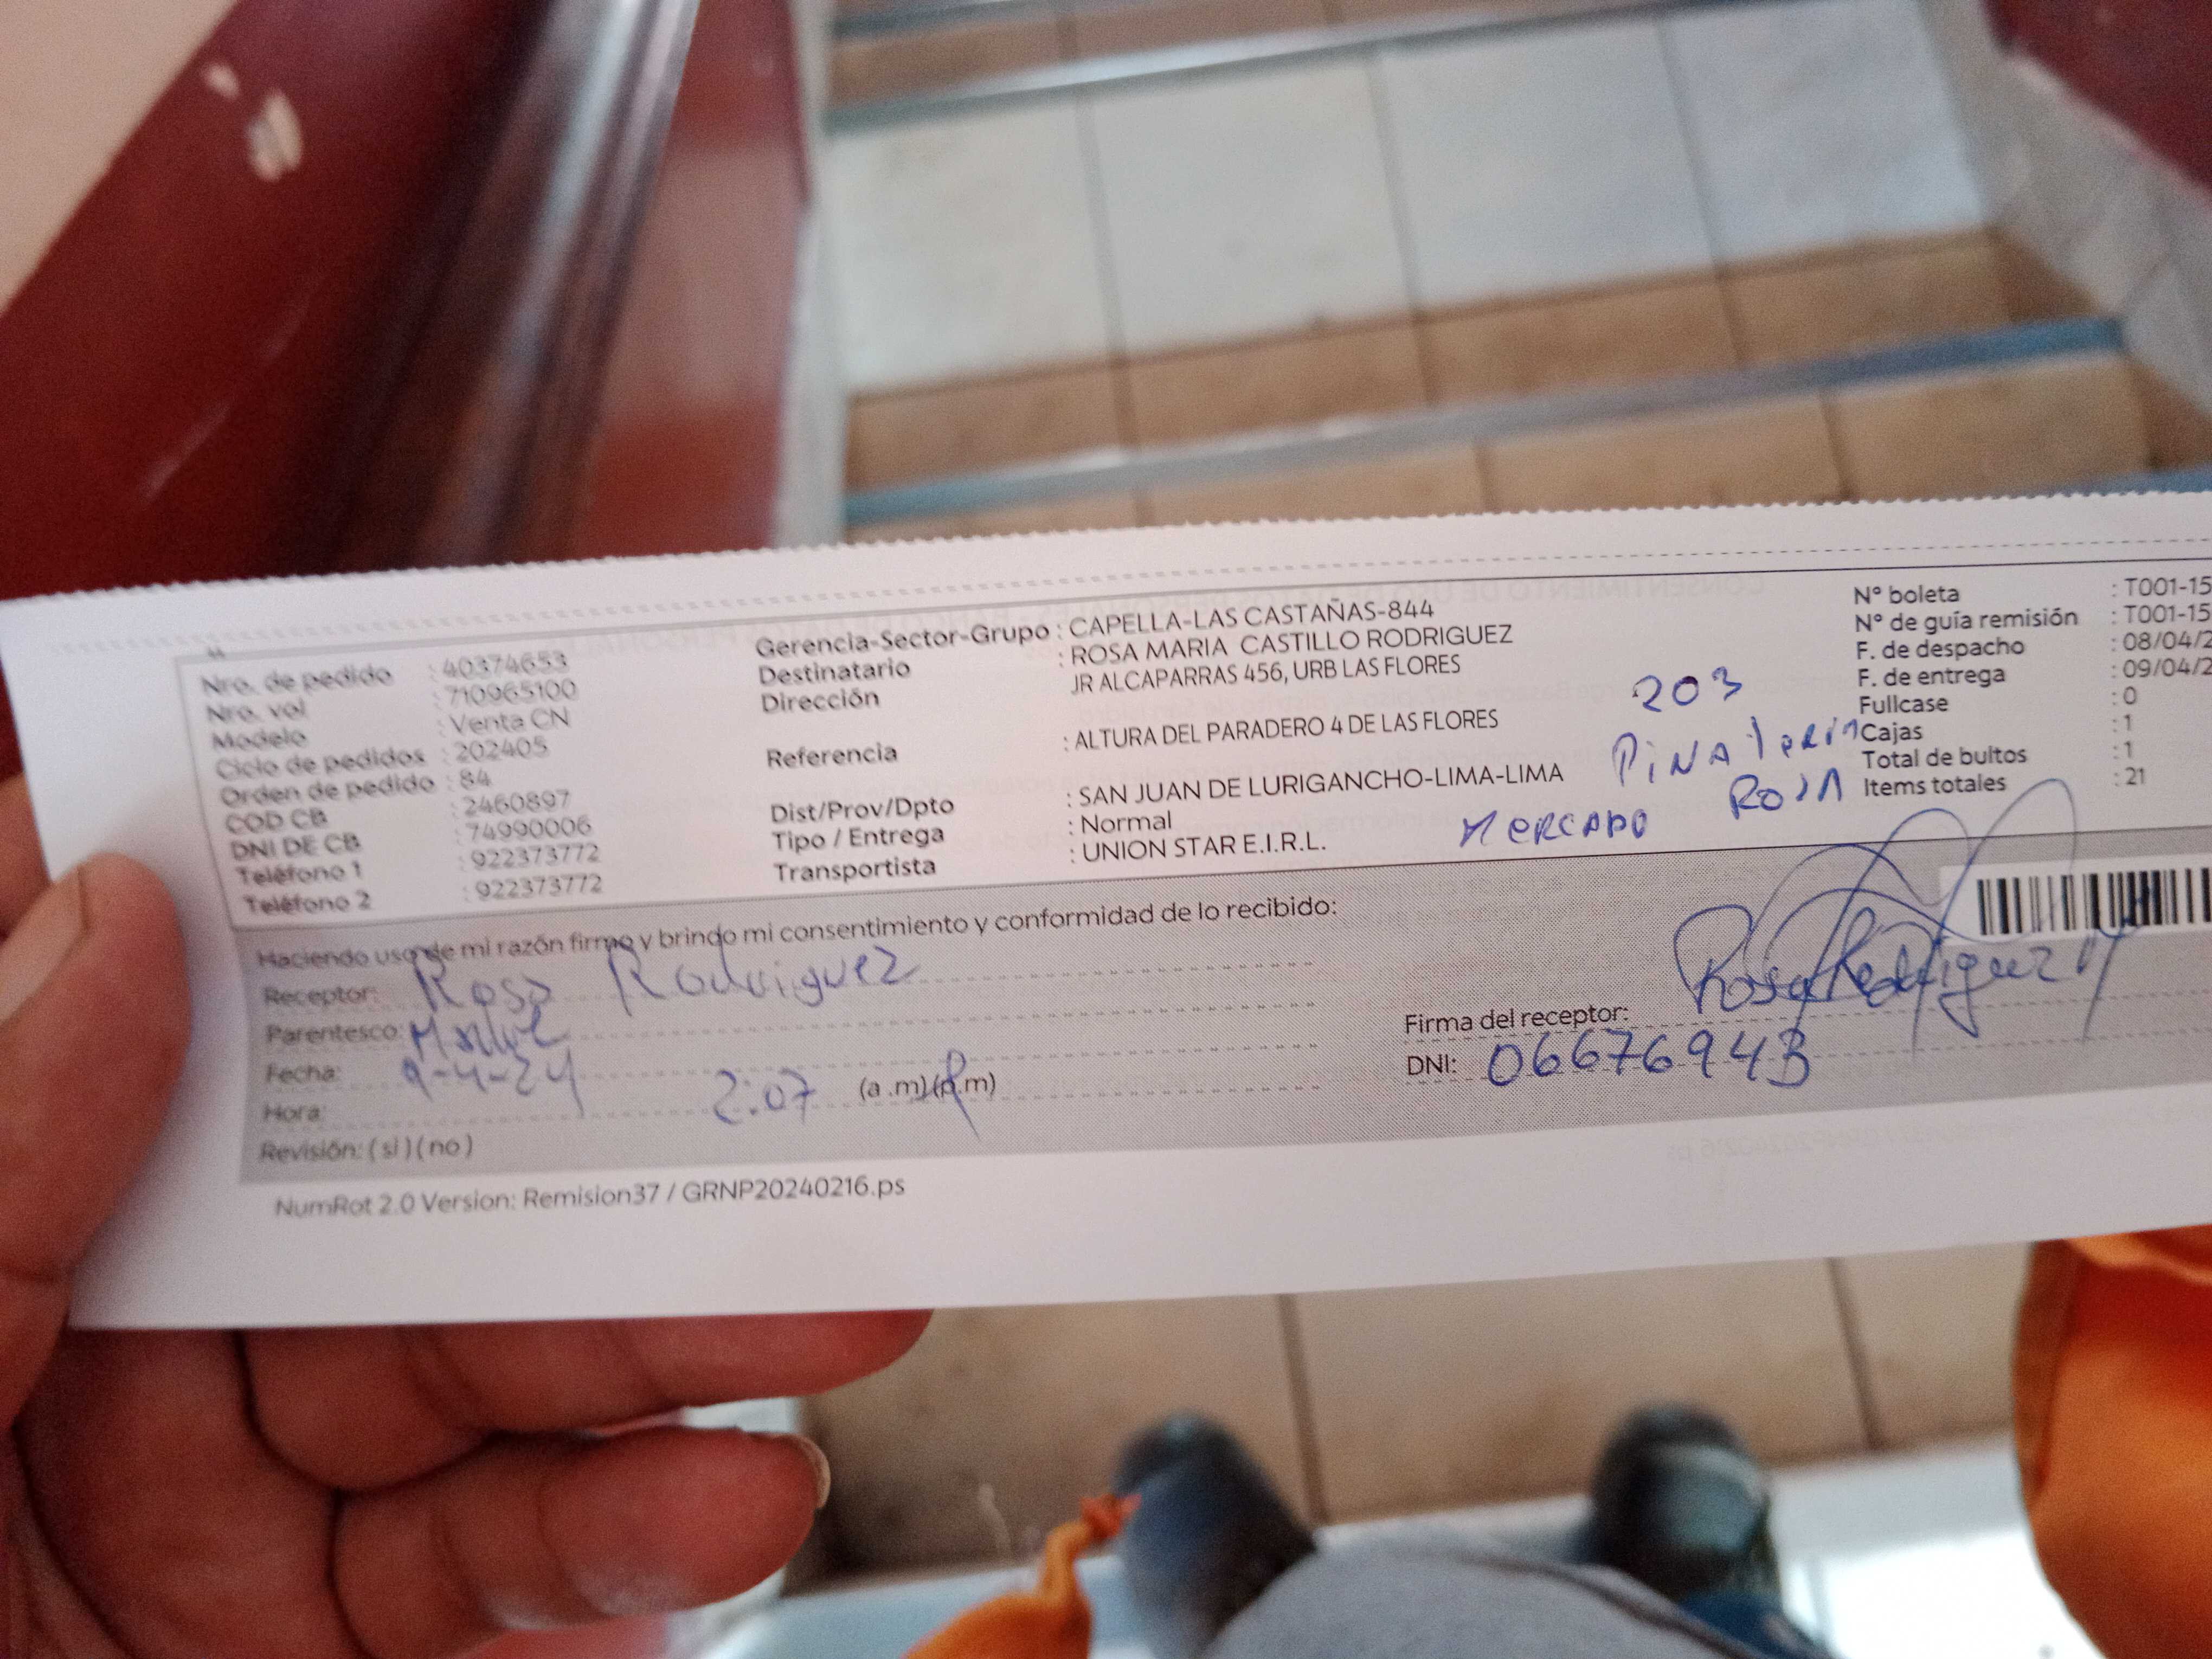 Nro. de pedido : 40374653
Nro. vol : 710965100
Modelo : Venta CN
Ciclo de pedidos : 202405
Orden de pedido : 84
COD CB : 2460897
DNI DE CB : 74990006
Teléfono 1 : 922373772
Teléfono 2 : 922373772
Gerencia-Sector-Grupo : CAPELLA-LAS CASTAÑAS-844
Destinatario : ROSA MARIA CASTILLO RODRIGUEZ
Dirección JR ALCAPARRAS 456, URB LAS FLORES
Referencia : ALTURA DEL PARADERO 4 DE LAS FLORES
Dist/Prov/Dpto : SAN JUAN DE LURIGANCHO-LIMA-LIMA
Tipo / Entrega : Normal
Transportista : UNION STAR E.I.R.L.
203
PiÑATeRiA
ROSA
MeRCADO
Nº boleta : T001-15
Nº de guía remisión : T001-15
F. de despacho : 08/04/2
F. de entrega : 09/04/2
Fullcase : 0
Cajas : 1
Total de bultos : 1
Items totales : 21
Haciendo uso de mi razón firmo y brindo mi consentimiento y conformidad de lo recibido:
Receptor: Rosa Rodriguez
Parentesco:
Fecha: 9-4-24
Hora: 2:07 (a.m)(p.m)
Revisión: (si)(no)
Firma del receptor: Rosa Rodriguez
DNI: 06676943
NumRot 2.0 Version: Remision37 / GRNP20240216.ps